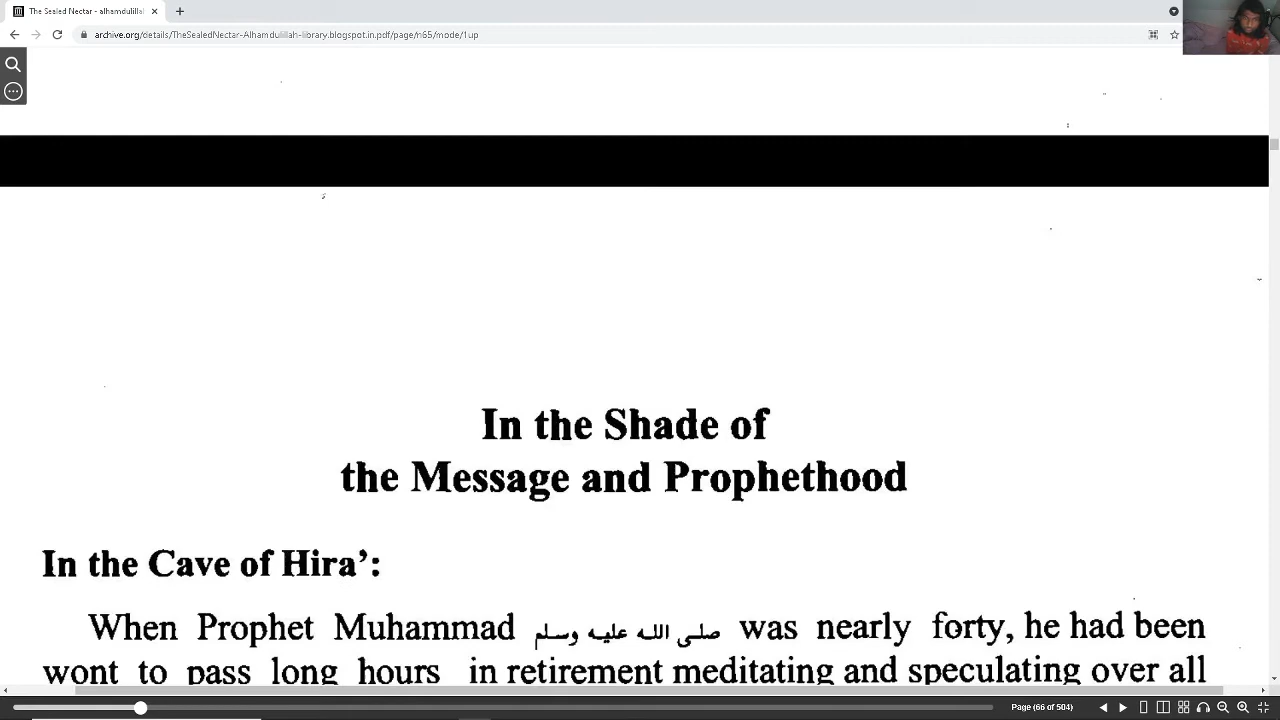 The Sealed Nectar - alhamdulillal
archive.org/details/TheSealedNectar-Alhamdulillah-library.blogspot.in.pdf/page/n65/mode/1up
In the Shade of
the Message and Prophethood
In the Cave of Hira’:
When Prophet Muhammad صلى الله عليه وسلم was nearly forty, he had been
wont to pass long hours in retirement meditating and speculating over all
Page (66 of 504)